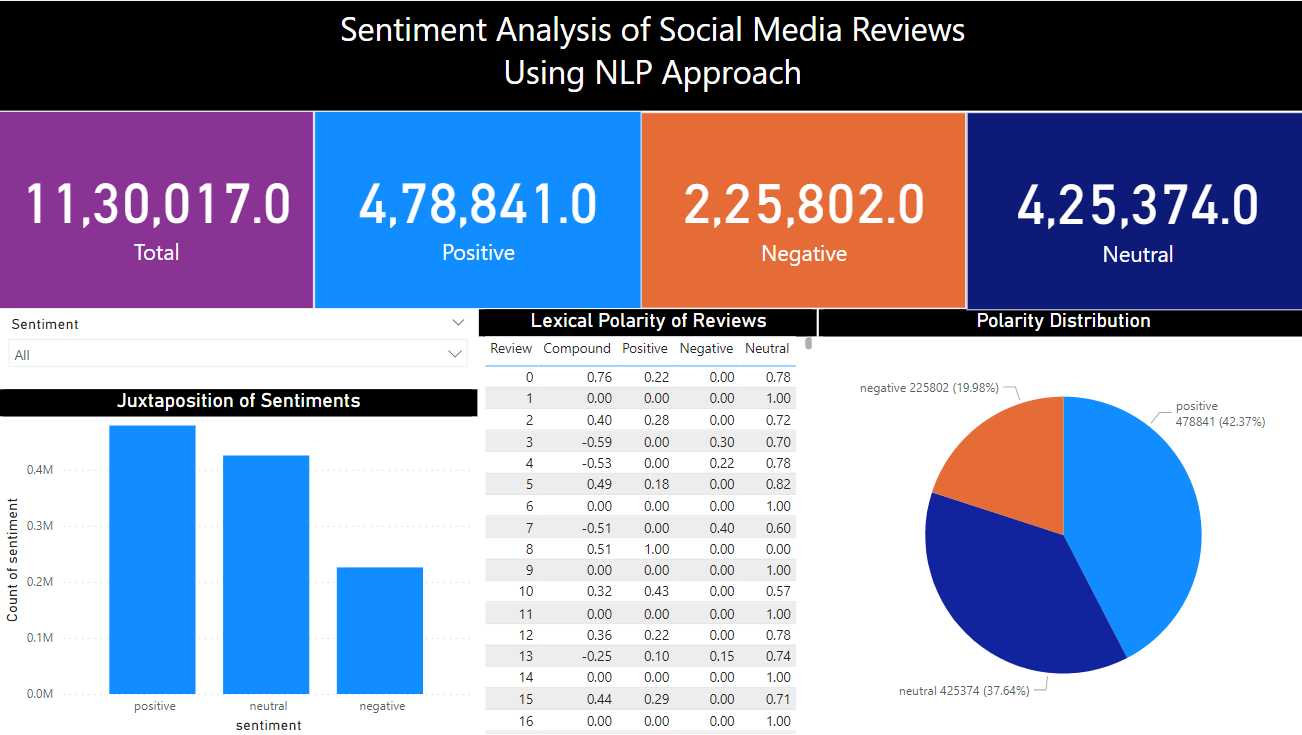 Sentiment Analysis of Social Media Reviews
Using NLP Approach
11,30,017.0
Total
4,78,841.0
Positive
2,25,802.0
Negative
4,25,374.0
Neutral
Sentiment
All
Juxtaposition of Sentiments
Count of sentiment
0.4M
0.3M
0.2M
0.1M
0.0M
positive neutral negative
sentiment
Lexical Polarity of Reviews
Review Compound Positive Negative Neutral
0 0.76 0.22 0.00 0.78
1 0.00 0.00 0.00 1.00
2 0.40 0.28 0.00 0.72
3 -0.59 0.00 0.30 0.70
4 -0.53 0.00 0.22 0.78
5 0.49 0.18 0.00 0.82
6 0.00 0.00 0.00 1.00
7 -0.51 0.00 0.40 0.60
8 0.51 1.00 0.00 0.00
9 0.00 0.00 0.00 1.00
10 0.32 0.43 0.00 0.57
11 0.00 0.00 0.00 1.00
12 0.36 0.22 0.00 0.78
13 -0.25 0.10 0.15 0.74
14 0.00 0.00 0.00 1.00
15 0.44 0.29 0.00 0.71
16 0.00 0.00 0.00 1.00
Polarity Distribution
negative 225802 (19.98%)
positive
478841 (42.37%)
neutral 425374 (37.64%)